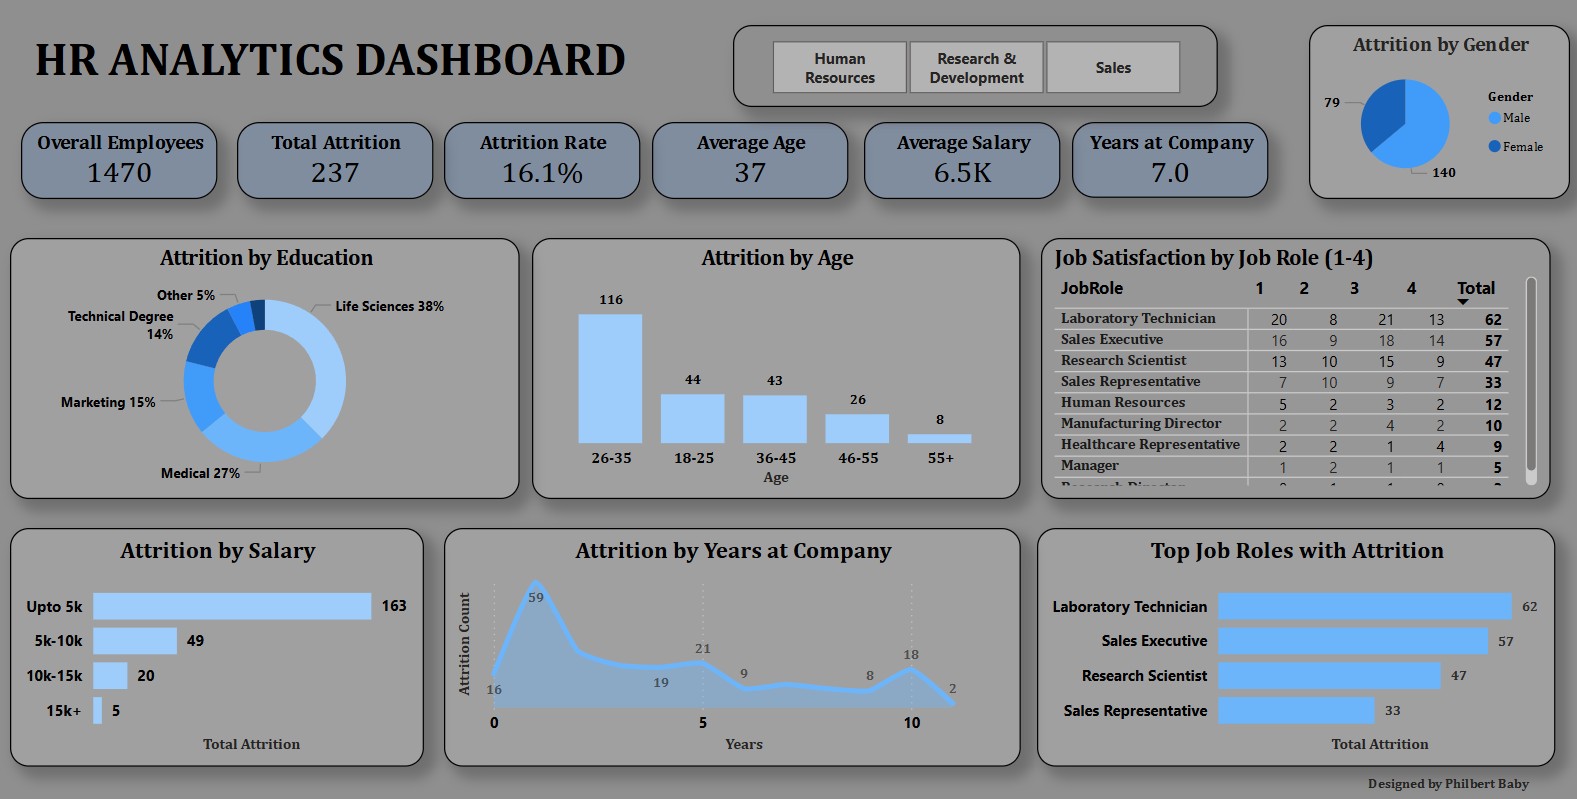 HR ANALYTICS DASHBOARD
Human Resources
Research & Development
Sales
Attrition by Gender
79
140
Gender
Male
Female
Overall Employees
1470
Total Attrition
237
Attrition Rate
16.1%
Average Age
37
Average Salary
6.5K
Years at Company
7.0
Attrition by Education
Other 5%
Life Sciences 38%
Technical Degree
14%
Marketing 15%
Medical 27%
Attrition by Age
116
44
43
26
8
26-35 18-25 36-45 46-55 55+
Age
Job Satisfaction by Job Role (1-4)
JobRole 1 2 3 4 Total
Laboratory Technician 20 8 21 13 62
Sales Executive 16 9 18 14 57
Research Scientist 13 10 15 9 47
Sales Representative 7 10 9 7 33
Human Resources 5 2 3 2 12
Manufacturing Director 2 2 4 2 10
Healthcare Representative 2 2 1 4 9
Manager 1 2 1 1 5
Attrition by Salary
Upto 5k 163
5k-10k 49
10k-15k 20
15k+ 5
Total Attrition
Attrition by Years at Company
Attrition Count
16
59
19
21
9
8
18
2
0 5 10
Years
Top Job Roles with Attrition
Laboratory Technician 62
Sales Executive 57
Research Scientist 47
Sales Representative 33
Total Attrition
Designed by Philbert Baby